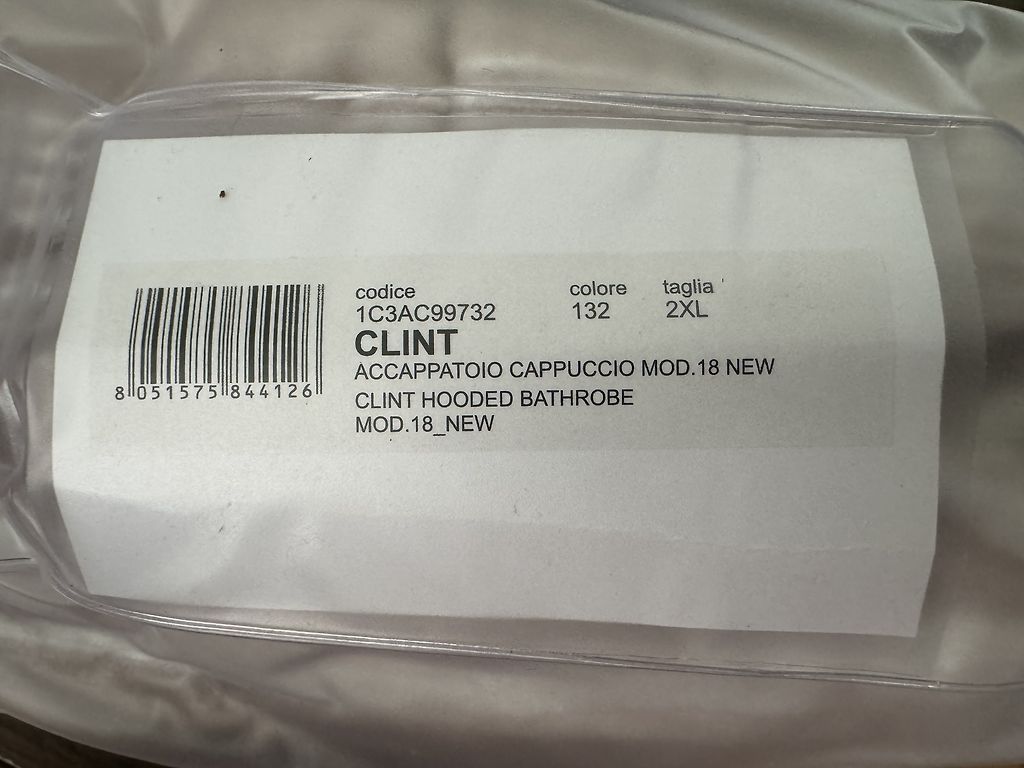 codice colore taglia
1C3AC99732 132 2XL
CLINT
ACCAPPATOIO CAPPUCCIO MOD.18 NEW
CLINT HOODED BATHROBE
MOD.18_NEW
8 051575 844126